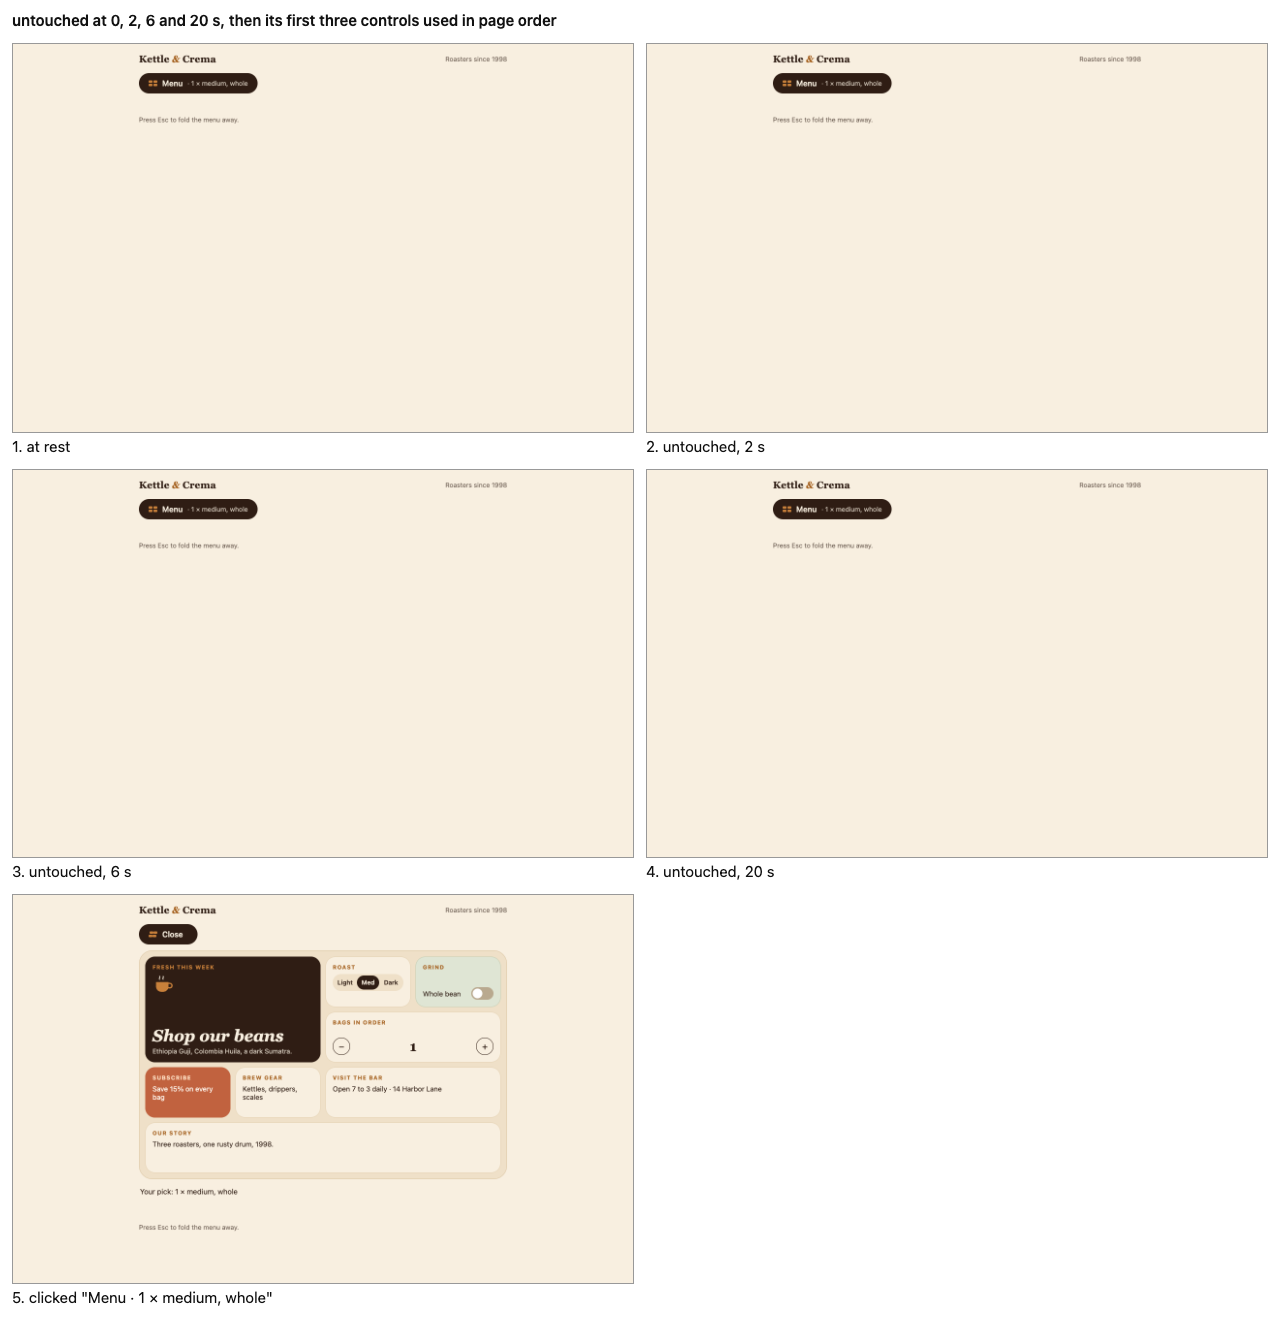 untouched at 0, 2, 6 and 20 s, then its first three controls used in page order
Kettle & Crema
Roasters since 1998
Menu · 1 × medium, whole
Press Esc to fold the menu away.
1. at rest
Kettle & Crema
Roasters since 1998
Menu · 1 × medium, whole
Press Esc to fold the menu away.
2. untouched, 2 s
Kettle & Crema
Roasters since 1998
Menu · 1 × medium, whole
Press Esc to fold the menu away.
3. untouched, 6 s
Kettle & Crema
Roasters since 1998
Menu · 1 × medium, whole
Press Esc to fold the menu away.
4. untouched, 20 s
Kettle & Crema
Roasters since 1998
Close
FRESH THIS WEEK
Shop our beans
Ethiopia Guji, Colombia Huila, a dark Sumatra.
ROAST
Light Med Dark
GRIND
Whole bean
BAGS IN ORDER
− 1 +
SUBSCRIBE
Save 15% on every
bag
BREW GEAR
Kettles, drippers,
scales
VISIT THE BAR
Open 7 to 3 daily · 14 Harbor Lane
OUR STORY
Three roasters, one rusty drum, 1998.
Your pick: 1 × medium, whole
Press Esc to fold the menu away.
5. clicked "Menu · 1 × medium, whole"